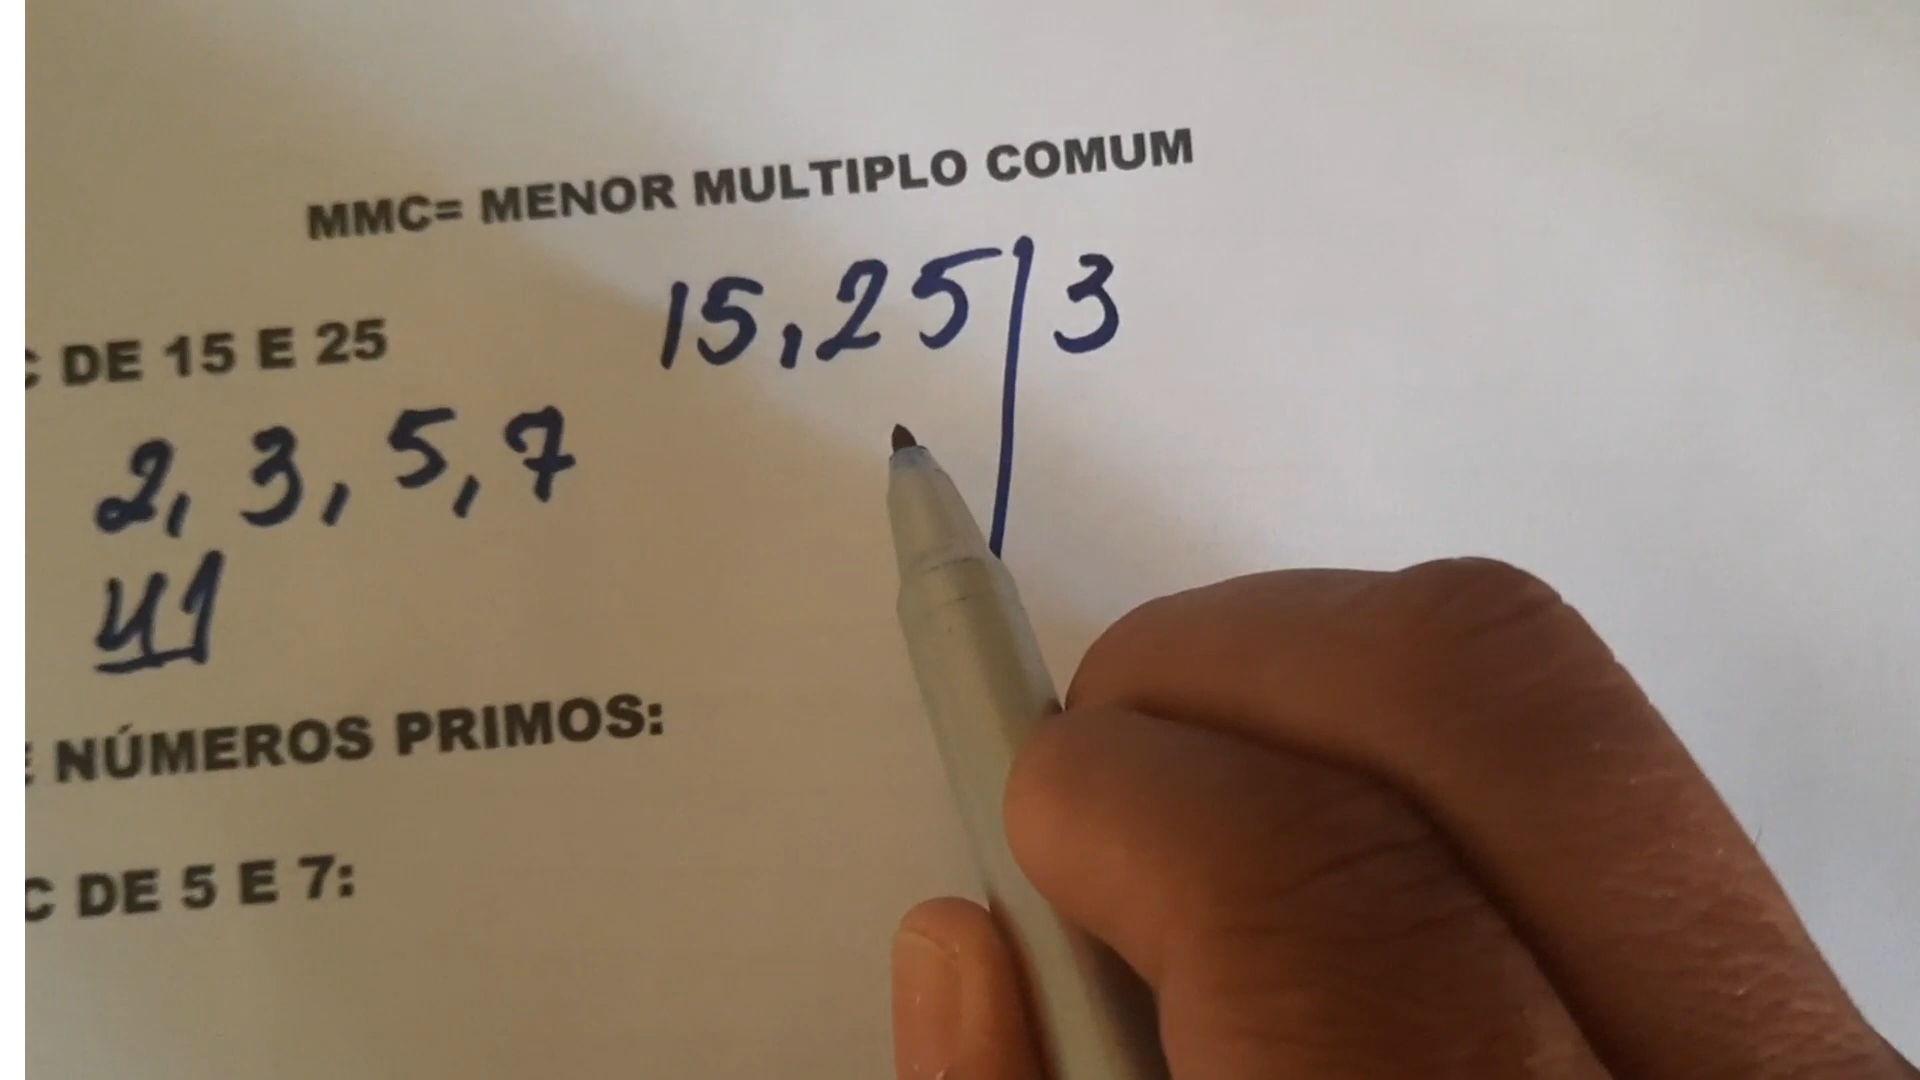 MMC= MENOR MULTIPLO COMUM
15,25 | 3
DE 15 E 25
2, 3, 5, 7
NÚMEROS PRIMOS:
C DE 5 E 7: